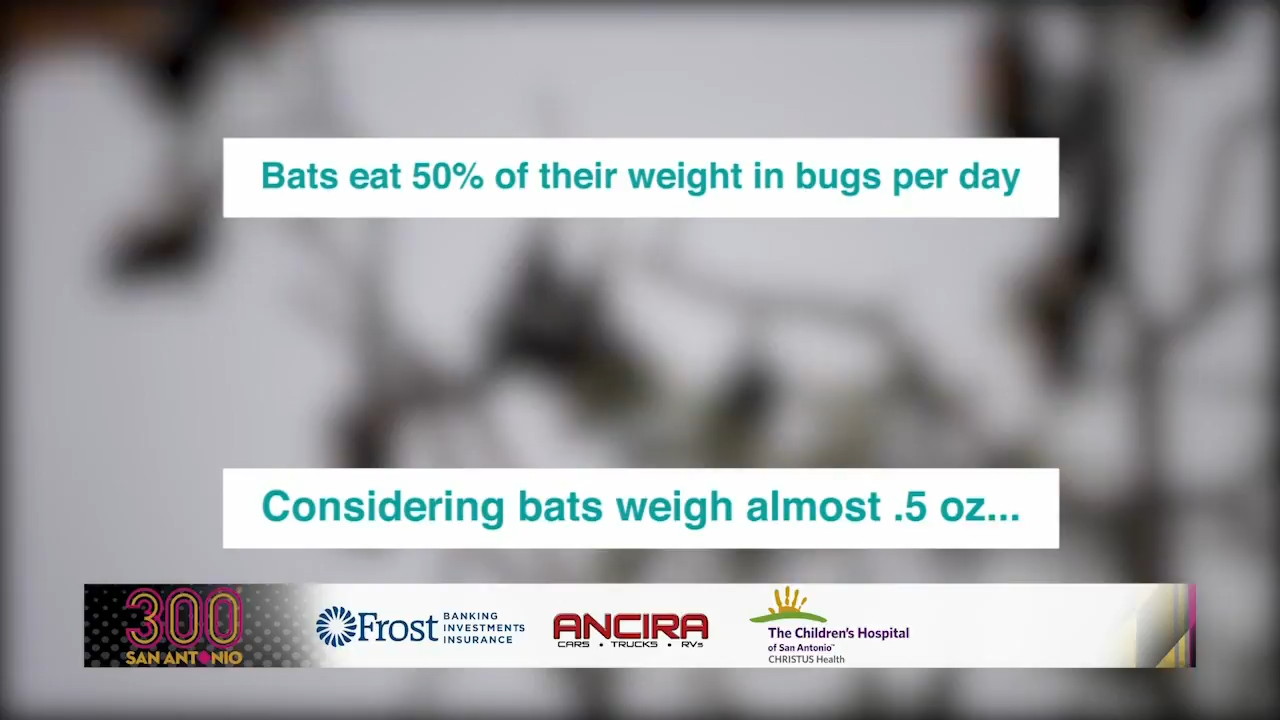 Bats eat 50% of their weight in bugs per day
Considering bats weigh almost .5 oz...
300
SAN ANTONIO
Frost
BANKING
INVESTMENTS
INSURANCE
ANCIRA
CARS • TRUCKS • RVs
The Children's Hospital
of San Antonio™
CHRISTUS Health